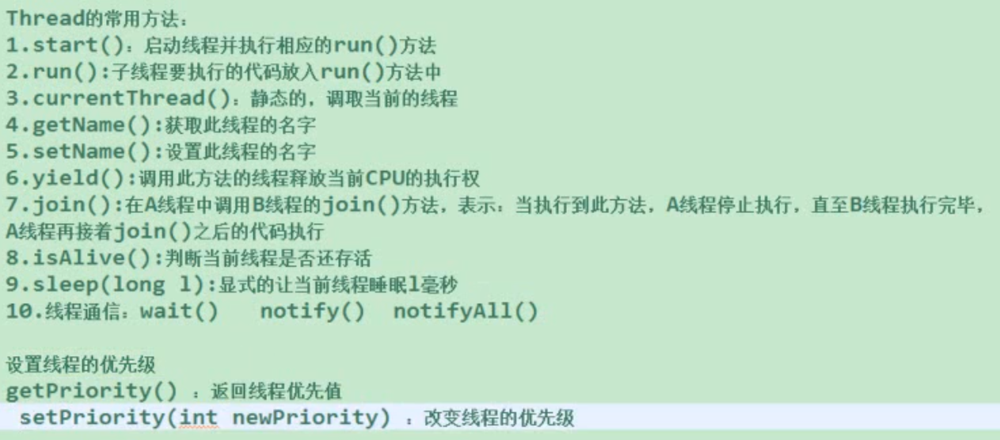 Thread的常用方法：
1.start()：启动线程并执行相应的run()方法
2.run():子线程要执行的代码放入run()方法中
3.currentThread()：静态的，调取当前的线程
4.getName():获取此线程的名字
5.setName():设置此线程的名字
6.yield():调用此方法的线程释放当前CPU的执行权
7.join():在A线程中调用B线程的join()方法，表示：当执行到此方法，A线程停止执行，直至B线程执行完毕，
A线程再接着join()之后的代码执行
8.isAlive():判断当前线程是否还存活
9.sleep(long l):显式的让当前线程睡眠l毫秒
10.线程通信：wait()   notify()  notifyAll()
设置线程的优先级
getPriority() ：返回线程优先值
setPriority(int newPriority) ：改变线程的优先级